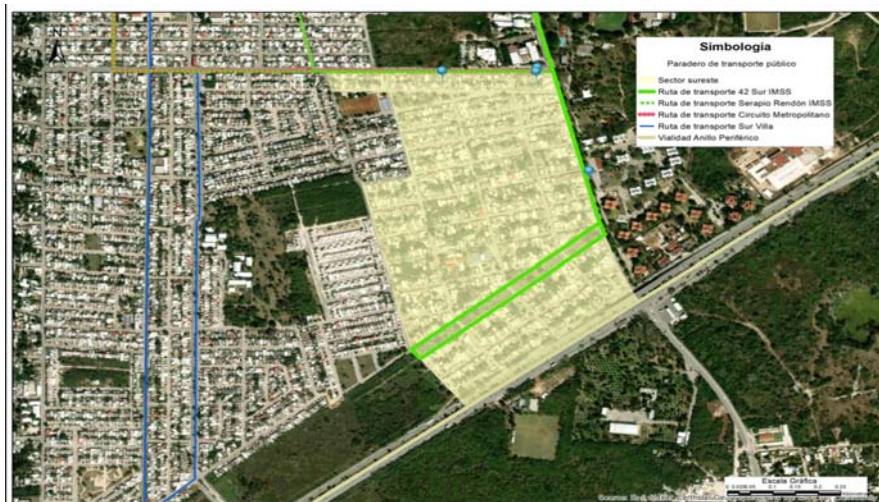 N
Simbología
Paradero de transporte público
Sector sureste
Ruta de transporte 42 Sur IMSS
Ruta de transporte Serapio Rendón IMSS
Ruta de transporte Circuito Metropolitano
Ruta de transporte Sur Villa
Vialidad Anillo Periférico
Escala Gráfica